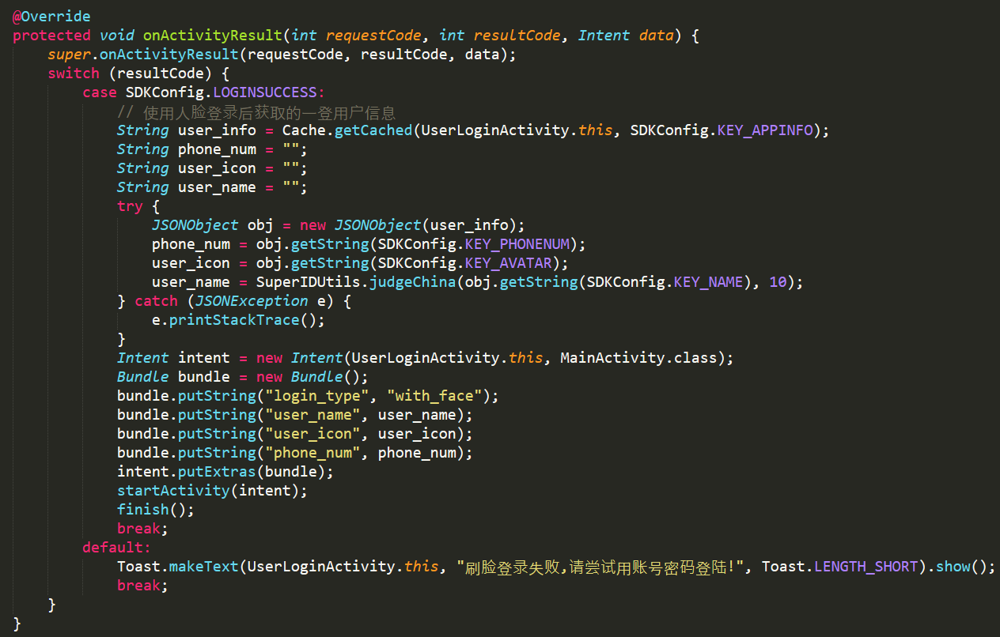 @Override
protected void onActivityResult(int requestCode, int resultCode, Intent data) {
    super.onActivityResult(requestCode, resultCode, data);
    switch (resultCode) {
        case SDKConfig.LOGINSUCCESS:
            // 使用人脸登录后获取的一登用户信息
            String user_info = Cache.getCached(UserLoginActivity.this, SDKConfig.KEY_APPINFO);
            String phone_num = "";
            String user_icon = "";
            String user_name = "";
            try {
                JSONObject obj = new JSONObject(user_info);
                phone_num = obj.getString(SDKConfig.KEY_PHONENUM);
                user_icon = obj.getString(SDKConfig.KEY_AVATAR);
                user_name = SuperIDUtils.judgeChina(obj.getString(SDKConfig.KEY_NAME), 10);
            } catch (JSONException e) {
                e.printStackTrace();
            }
            Intent intent = new Intent(UserLoginActivity.this, MainActivity.class);
            Bundle bundle = new Bundle();
            bundle.putString("login_type", "with_face");
            bundle.putString("user_name", user_name);
            bundle.putString("user_icon", user_icon);
            bundle.putString("phone_num", phone_num);
            intent.putExtras(bundle);
            startActivity(intent);
            finish();
            break;
        default:
            Toast.makeText(UserLoginActivity.this, "刷脸登录失败,请尝试用账号密码登陆!", Toast.LENGTH_SHORT).show();
            break;
    }
}